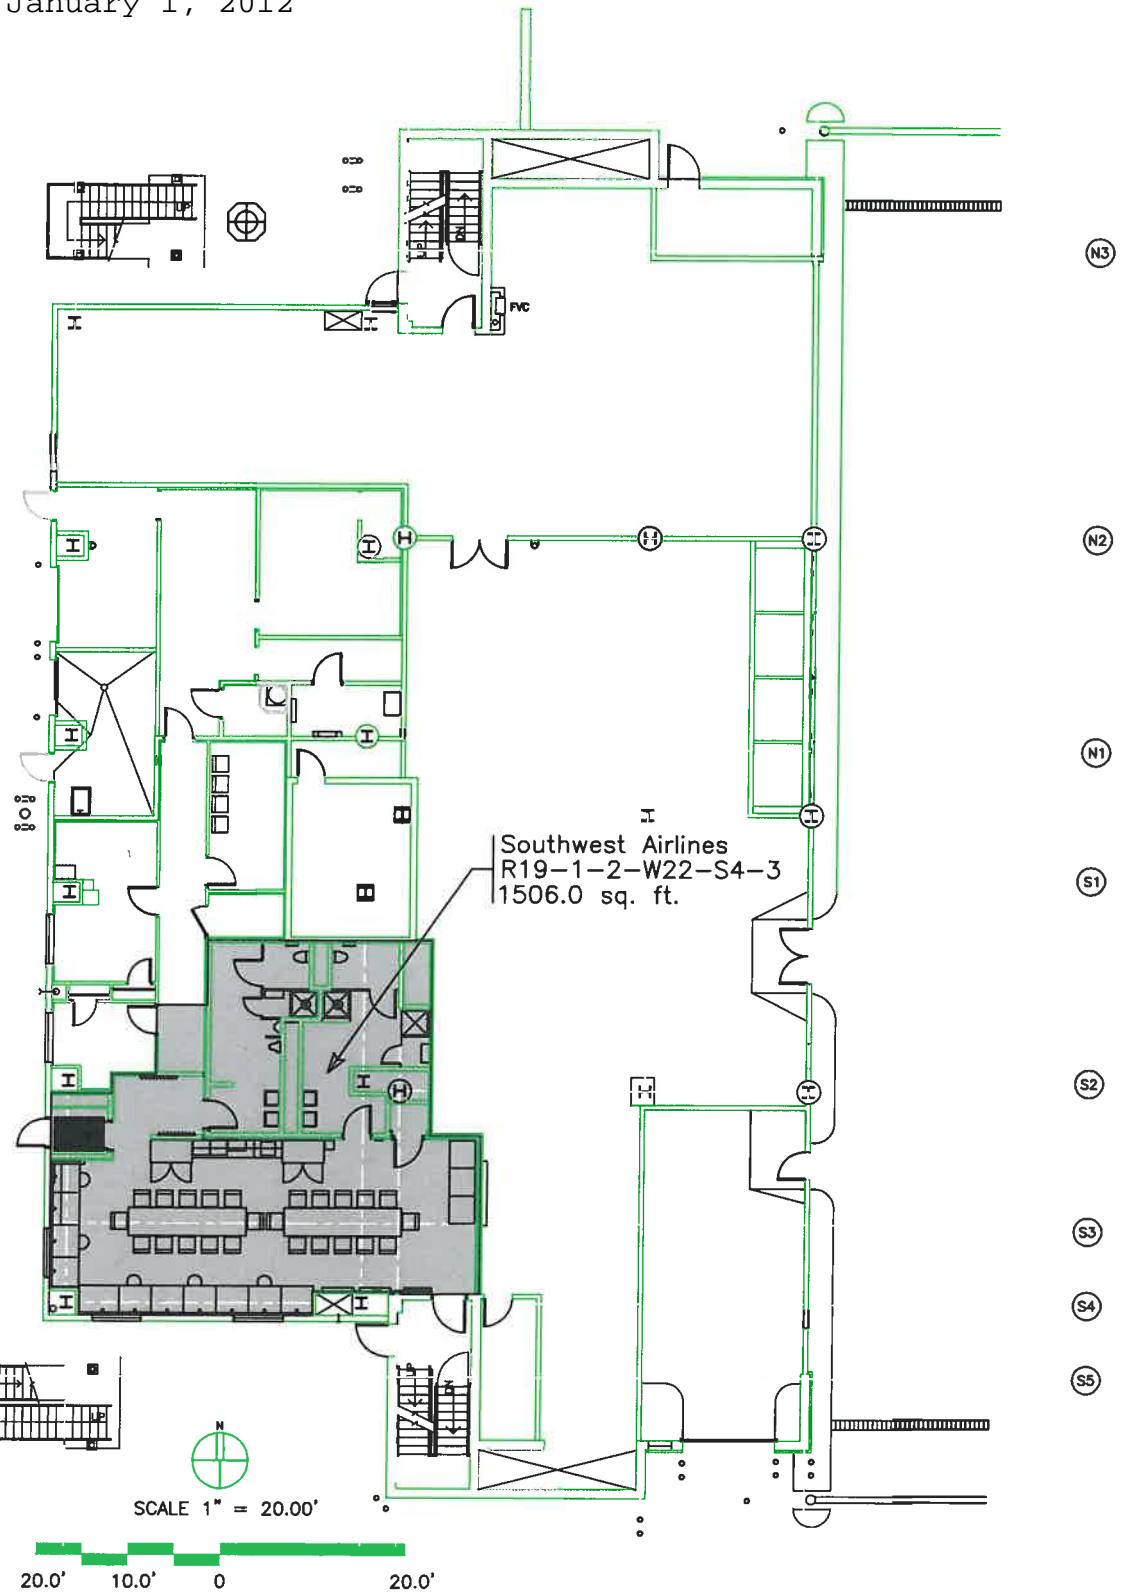 January 1, 2012
UP
UP
DN
FVC
N3
N2
N1
Southwest Airlines
R19-1-2-W22-S4-3
1506.0 sq. ft.
S1
S2
S3
S4
S5
UP
DN
UP
N
SCALE 1" = 20.00'
20.0' 10.0' 0 20.0'